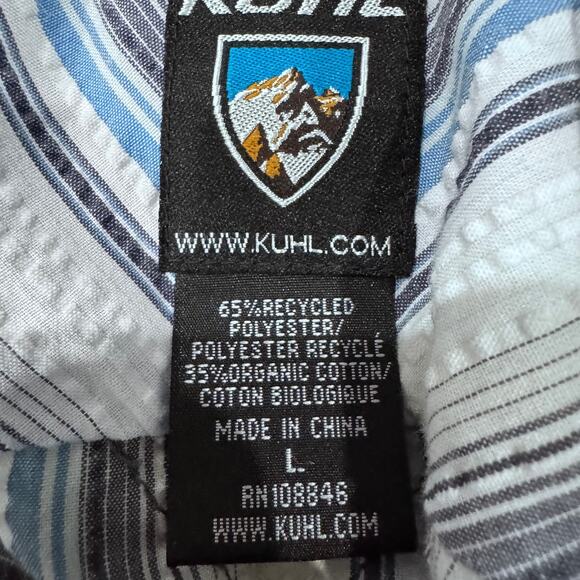 KUHL
WWW.KUHL.COM
65%RECYCLED
POLYESTER/
POLYESTER RECYCLÉ
35%ORGANIC COTTON/
COTON BIOLOGIQUE
MADE IN CHINA
L
RN108846
WWW.KUHL.COM